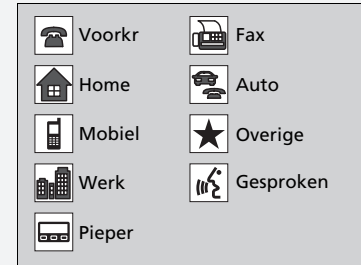 Voorkr
Fax
Home
Auto
Mobiel
Overige
Werk
Gesproken
Pieper